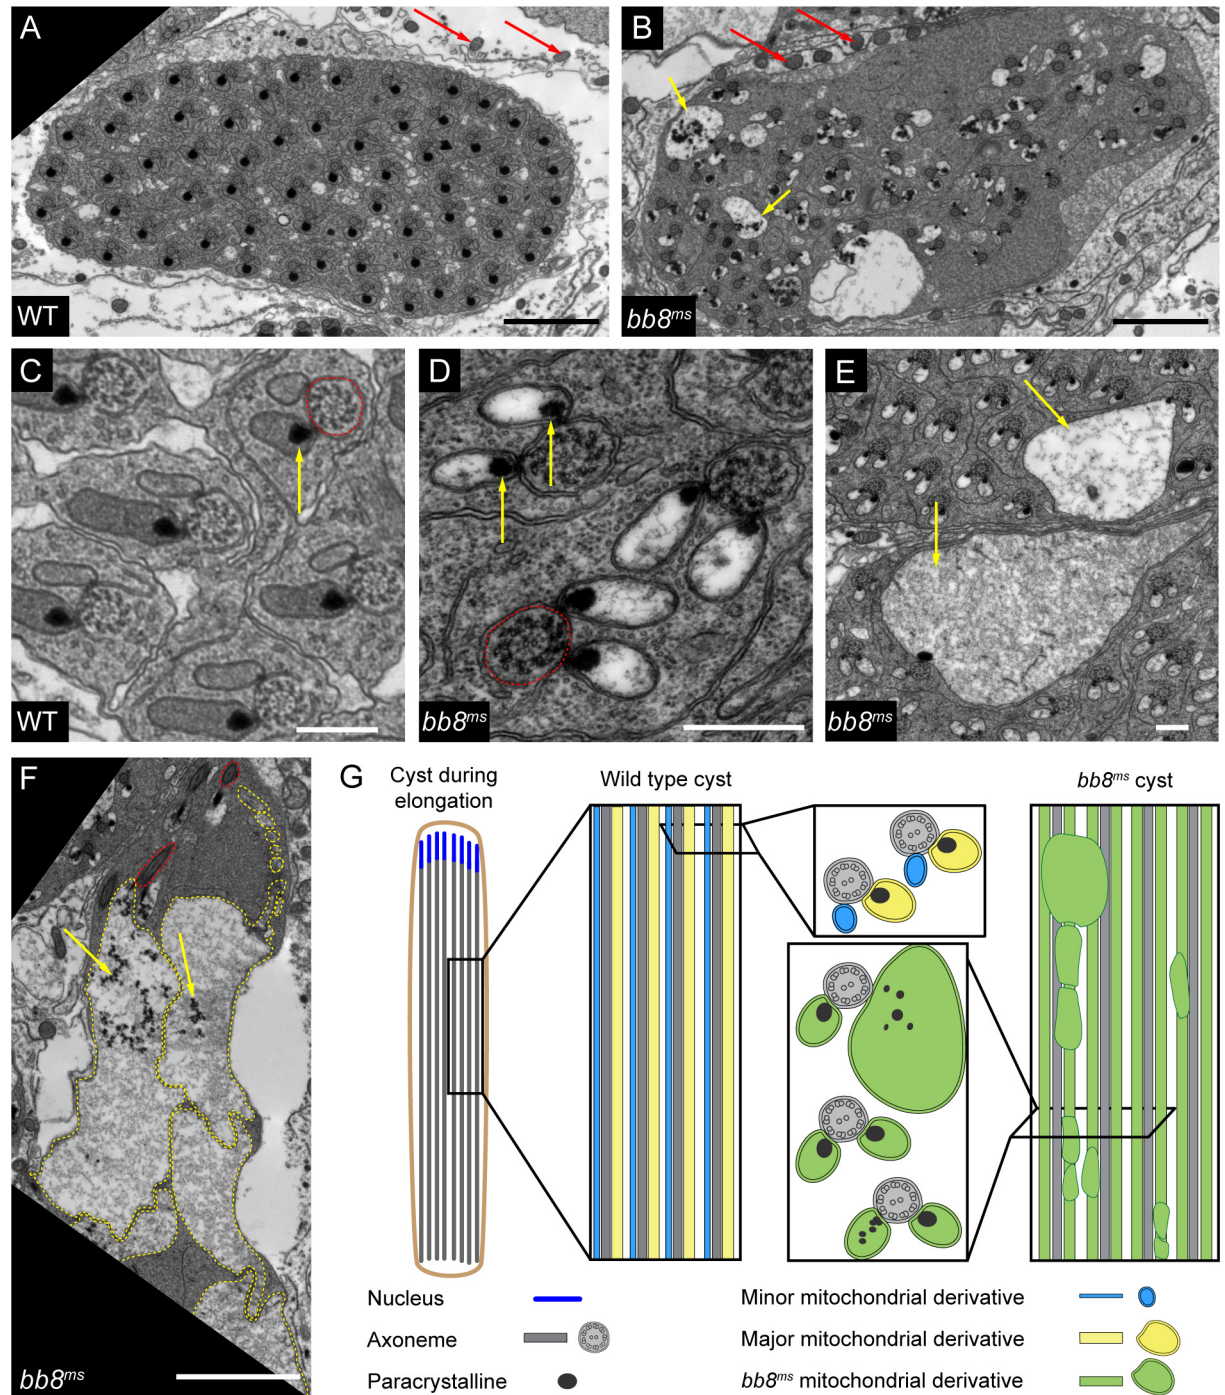 A
WT
B
bb8ms
C
WT
D
bb8ms
E
bb8ms
F
bb8ms
G
Cyst during
elongation
Wild type cyst
bb8ms cyst
Nucleus
Axoneme
Paracrystalline
Minor mitochondrial derivative
Major mitochondrial derivative
bb8ms mitochondrial derivative